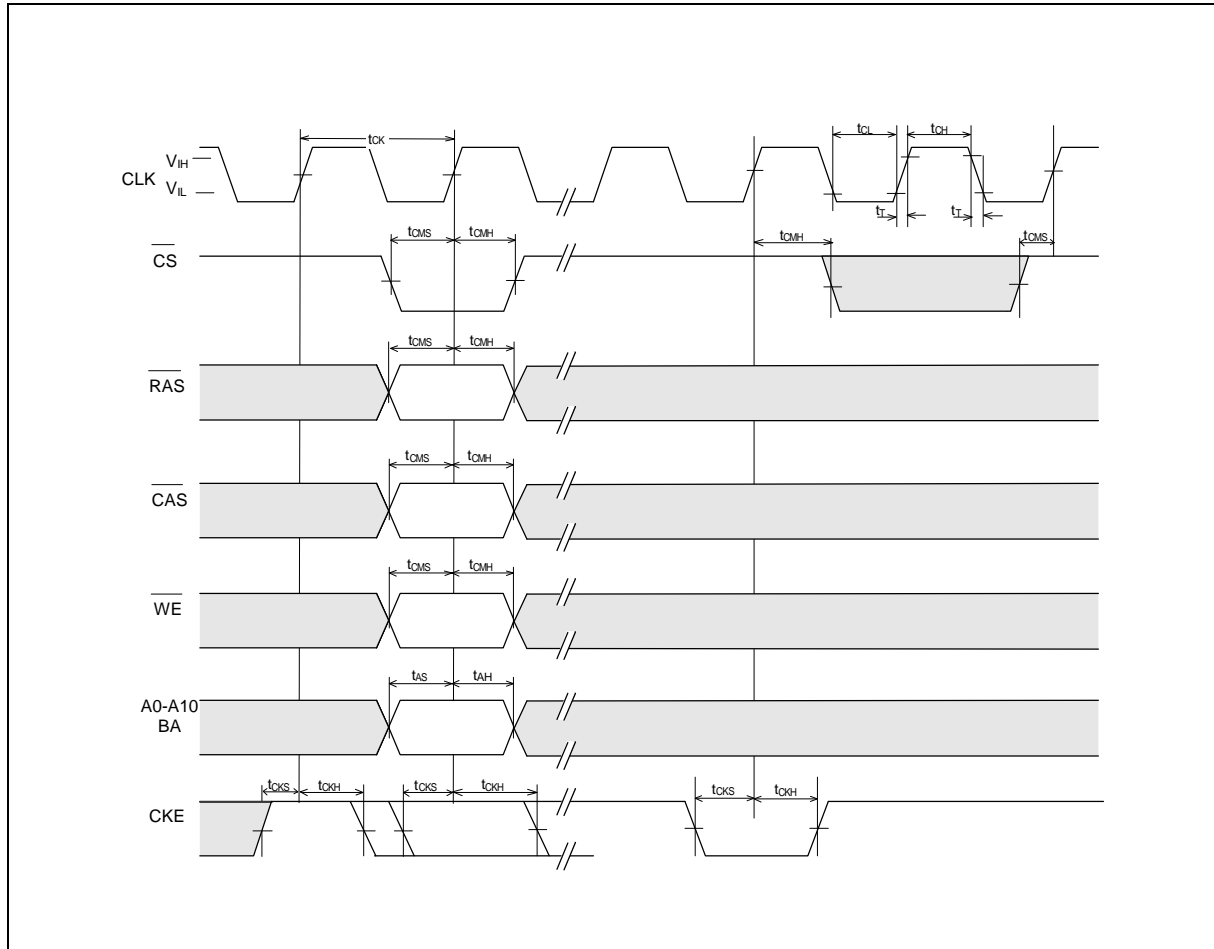 tCK
tCL
tCH
VIH
CLK
VIL
tT
tT
tCMS
tCMH
tCMH
tCMS
CS
tCMS
tCMH
RAS
tCMS
tCMH
CAS
tCMS
tCMH
WE
tAS
tAH
A0-A10
BA
tCKS
tCKH
tCKS
tCKH
tCKS
tCKH
CKE